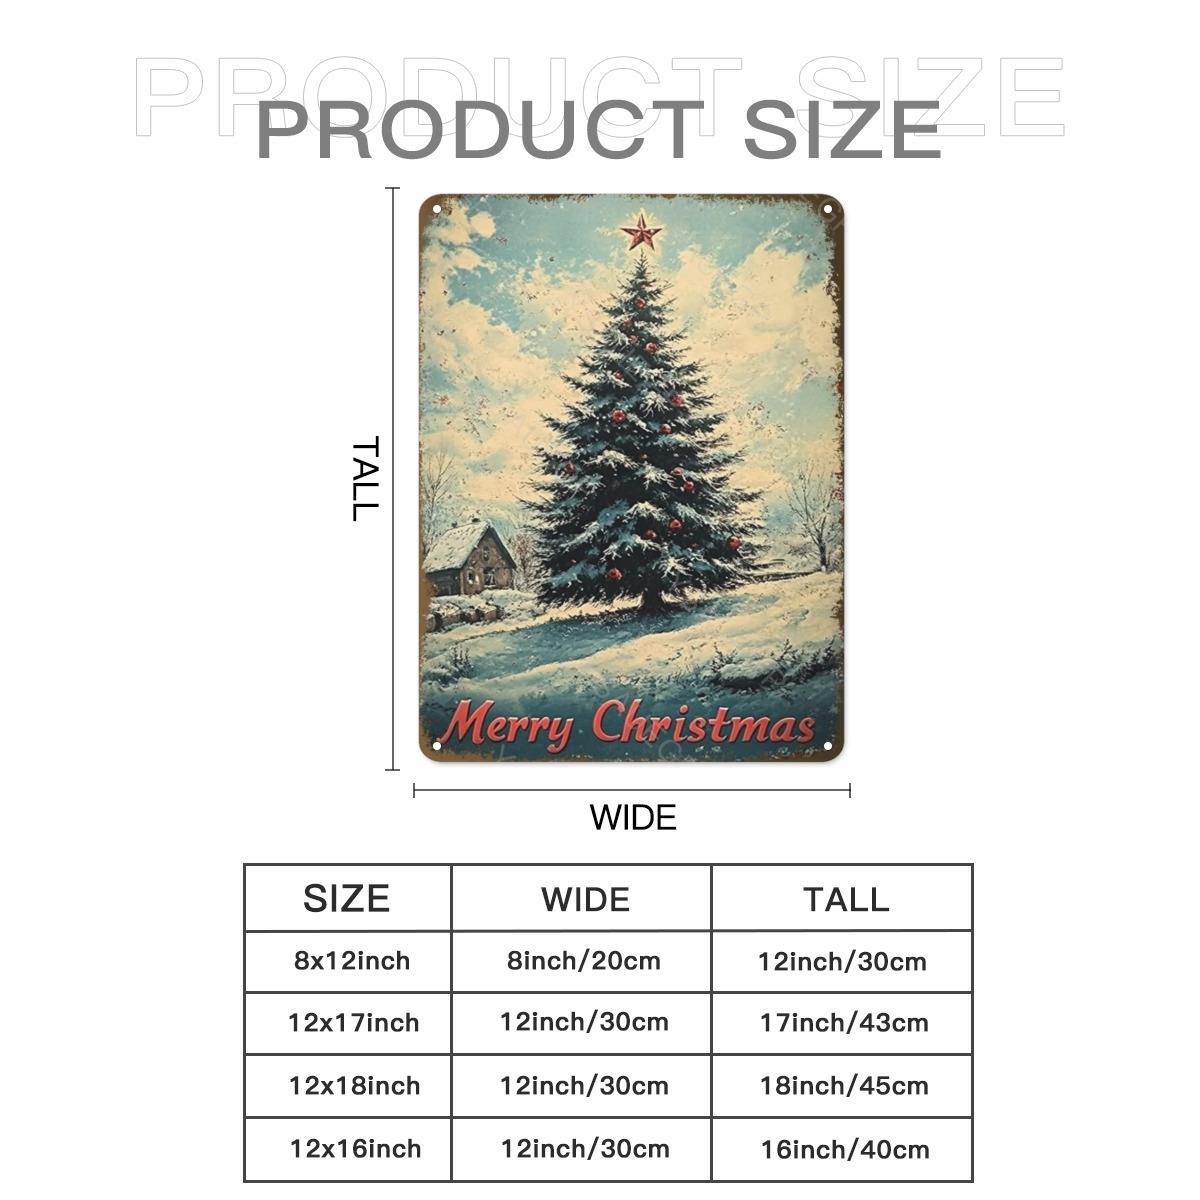 PRODUCT SIZE
PRODUCT SIZE
TALL
Merry Christmas
WIDE
SIZE WIDE TALL
8x12inch 8inch/20cm 12inch/30cm
12x17inch 12inch/30cm 17inch/43cm
12x18inch 12inch/30cm 18inch/45cm
12x16inch 12inch/30cm 16inch/40cm